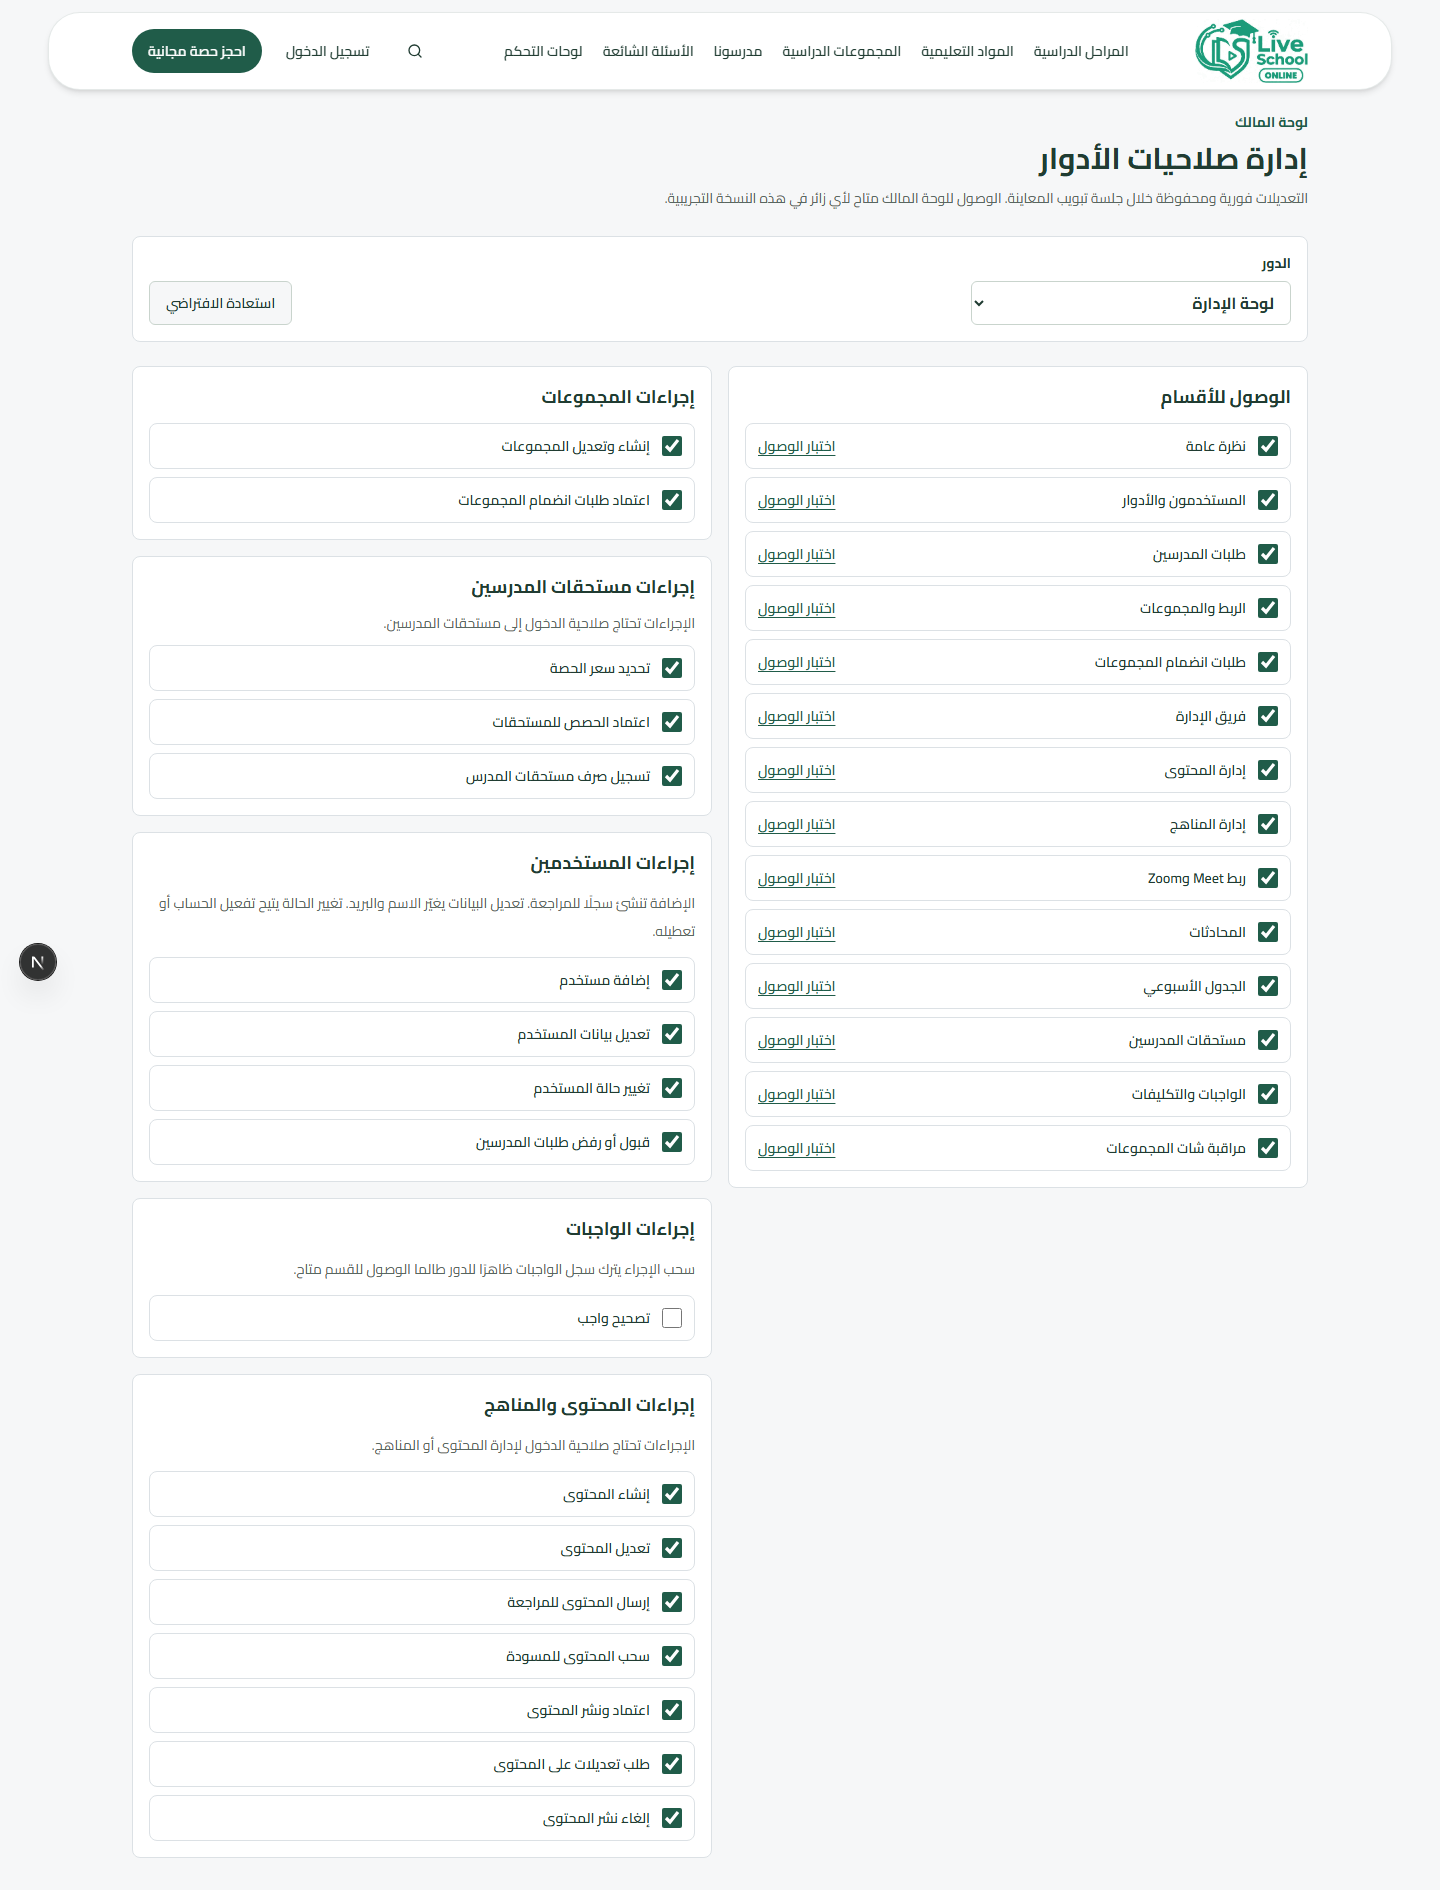 Live School ONLINE
المراحل الدراسية
المواد التعليمية
المجموعات الدراسية
مدرسونا
الأسئلة الشائعة
لوحات التحكم
تسجيل الدخول
احجز حصة مجانية
لوحة المالك
إدارة صلاحيات الأدوار
التعديلات فورية ومحفوظة خلال جلسة تبويب المعاينة. الوصول للوحة المالك متاح لأي زائر في هذه النسخة التجريبية.
الدور
لوحة الإدارة
استعادة الافتراضي
الوصول للأقسام
نظرة عامة اختبار الوصول
المستخدمون والأدوار اختبار الوصول
طلبات المدرسين اختبار الوصول
الربط والمجموعات اختبار الوصول
طلبات انضمام المجموعات اختبار الوصول
فريق الإدارة اختبار الوصول
إدارة المحتوى اختبار الوصول
إدارة المناهج اختبار الوصول
ربط Meet وZoom اختبار الوصول
المحادثات اختبار الوصول
الجدول الأسبوعي اختبار الوصول
مستحقات المدرسين اختبار الوصول
الواجبات والتكليفات اختبار الوصول
مراقبة شات المجموعات اختبار الوصول
إجراءات المجموعات
إنشاء وتعديل المجموعات
اعتماد طلبات انضمام المجموعات
إجراءات مستحقات المدرسين
الإجراءات تحتاج صلاحية الدخول إلى مستحقات المدرسين.
تحديد سعر الحصة
اعتماد الحصص للمستحقات
تسجيل صرف مستحقات المدرس
إجراءات المستخدمين
الإضافة تنشئ سجلًا للمراجعة. تعديل البيانات يغيّر الاسم والبريد. تغيير الحالة يتيح تفعيل الحساب أو
تعطيله.
إضافة مستخدم
تعديل بيانات المستخدم
تغيير حالة المستخدم
قبول أو رفض طلبات المدرسين
إجراءات الواجبات
سحب الإجراء يترك سجل الواجبات ظاهرًا للدور طالما الوصول للقسم متاح.
تصحيح واجب
إجراءات المحتوى والمناهج
الإجراءات تحتاج صلاحية الدخول لإدارة المحتوى أو المناهج.
إنشاء المحتوى
تعديل المحتوى
إرسال المحتوى للمراجعة
سحب المحتوى للمسودة
اعتماد ونشر المحتوى
طلب تعديلات على المحتوى
إلغاء نشر المحتوى
N